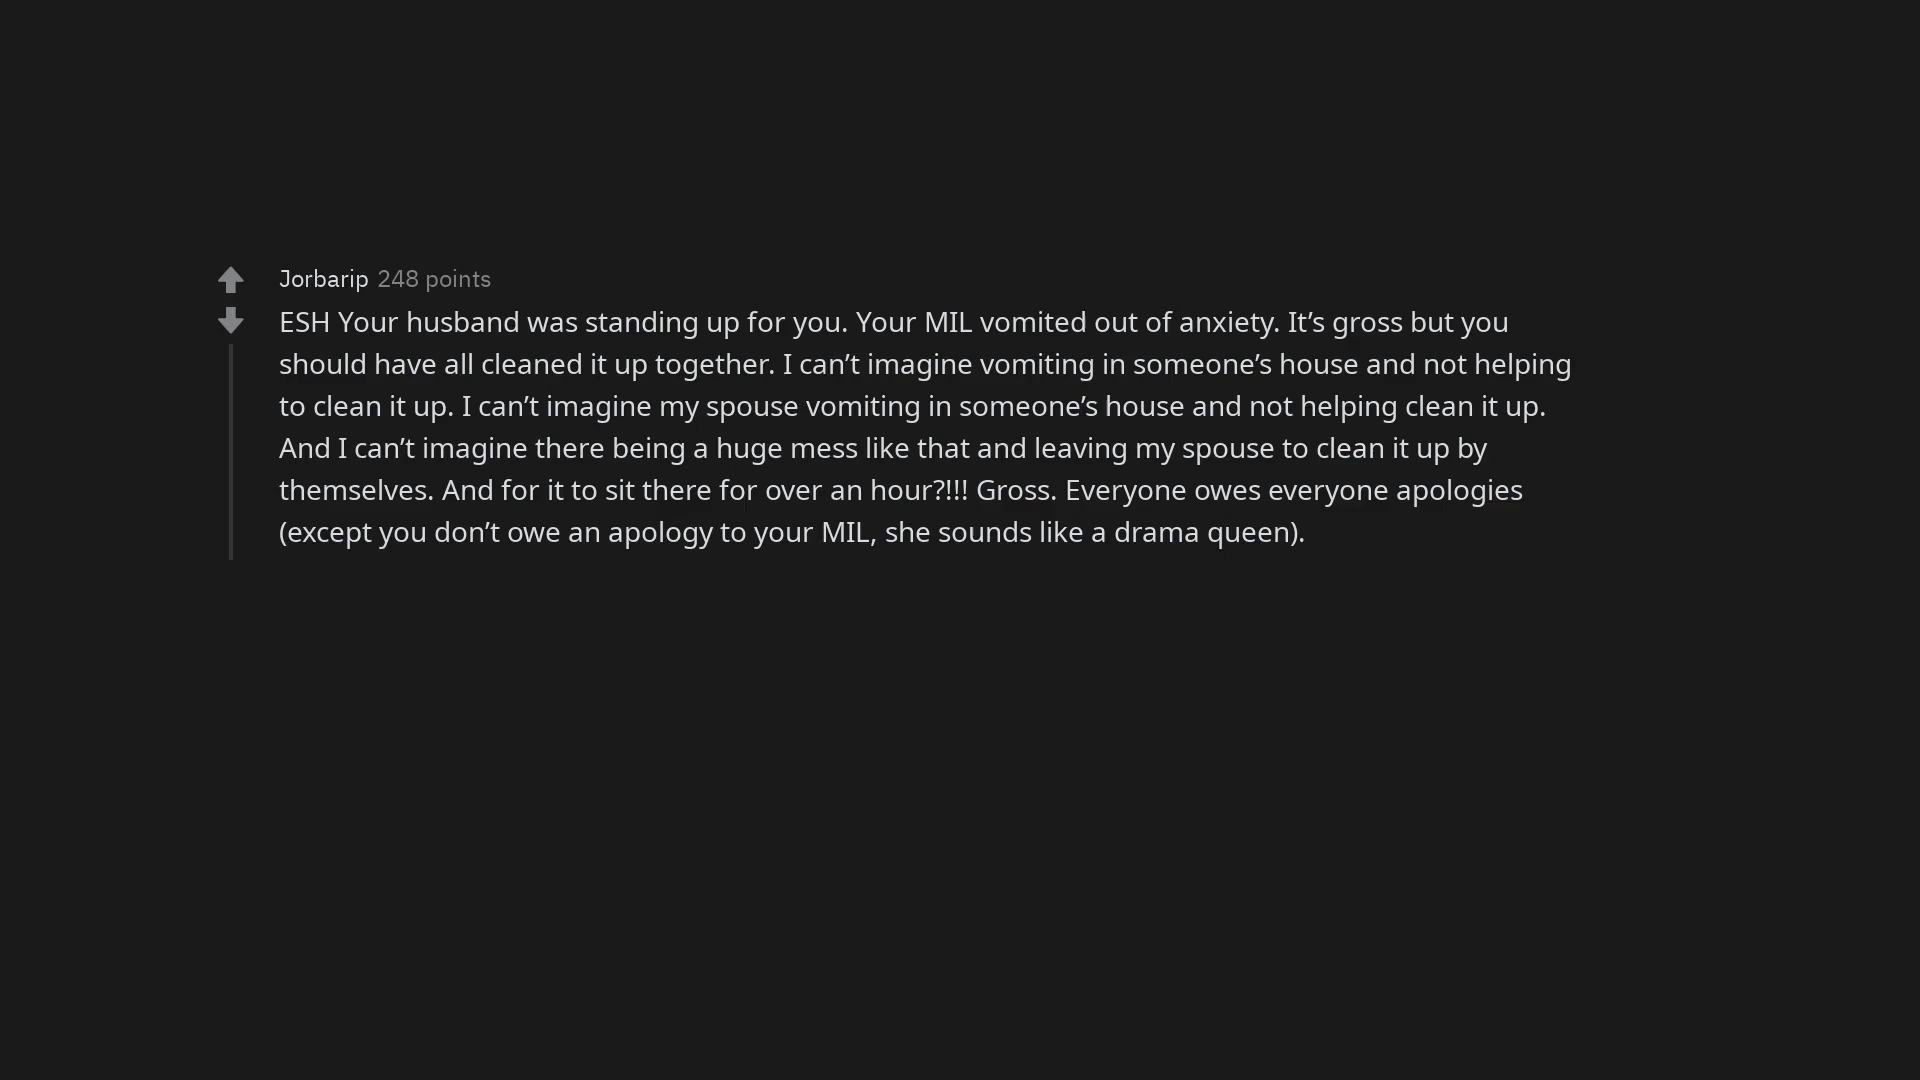 Jorbarip 248 points
ESH Your husband was standing up for you. Your MIL vomited out of anxiety. It’s gross but you
should have all cleaned it up together. I can’t imagine vomiting in someone’s house and not helping
to clean it up. I can’t imagine my spouse vomiting in someone’s house and not helping clean it up.
And I can’t imagine there being a huge mess like that and leaving my spouse to clean it up by
themselves. And for it to sit there for over an hour?!!! Gross. Everyone owes everyone apologies
(except you don’t owe an apology to your MIL, she sounds like a drama queen).